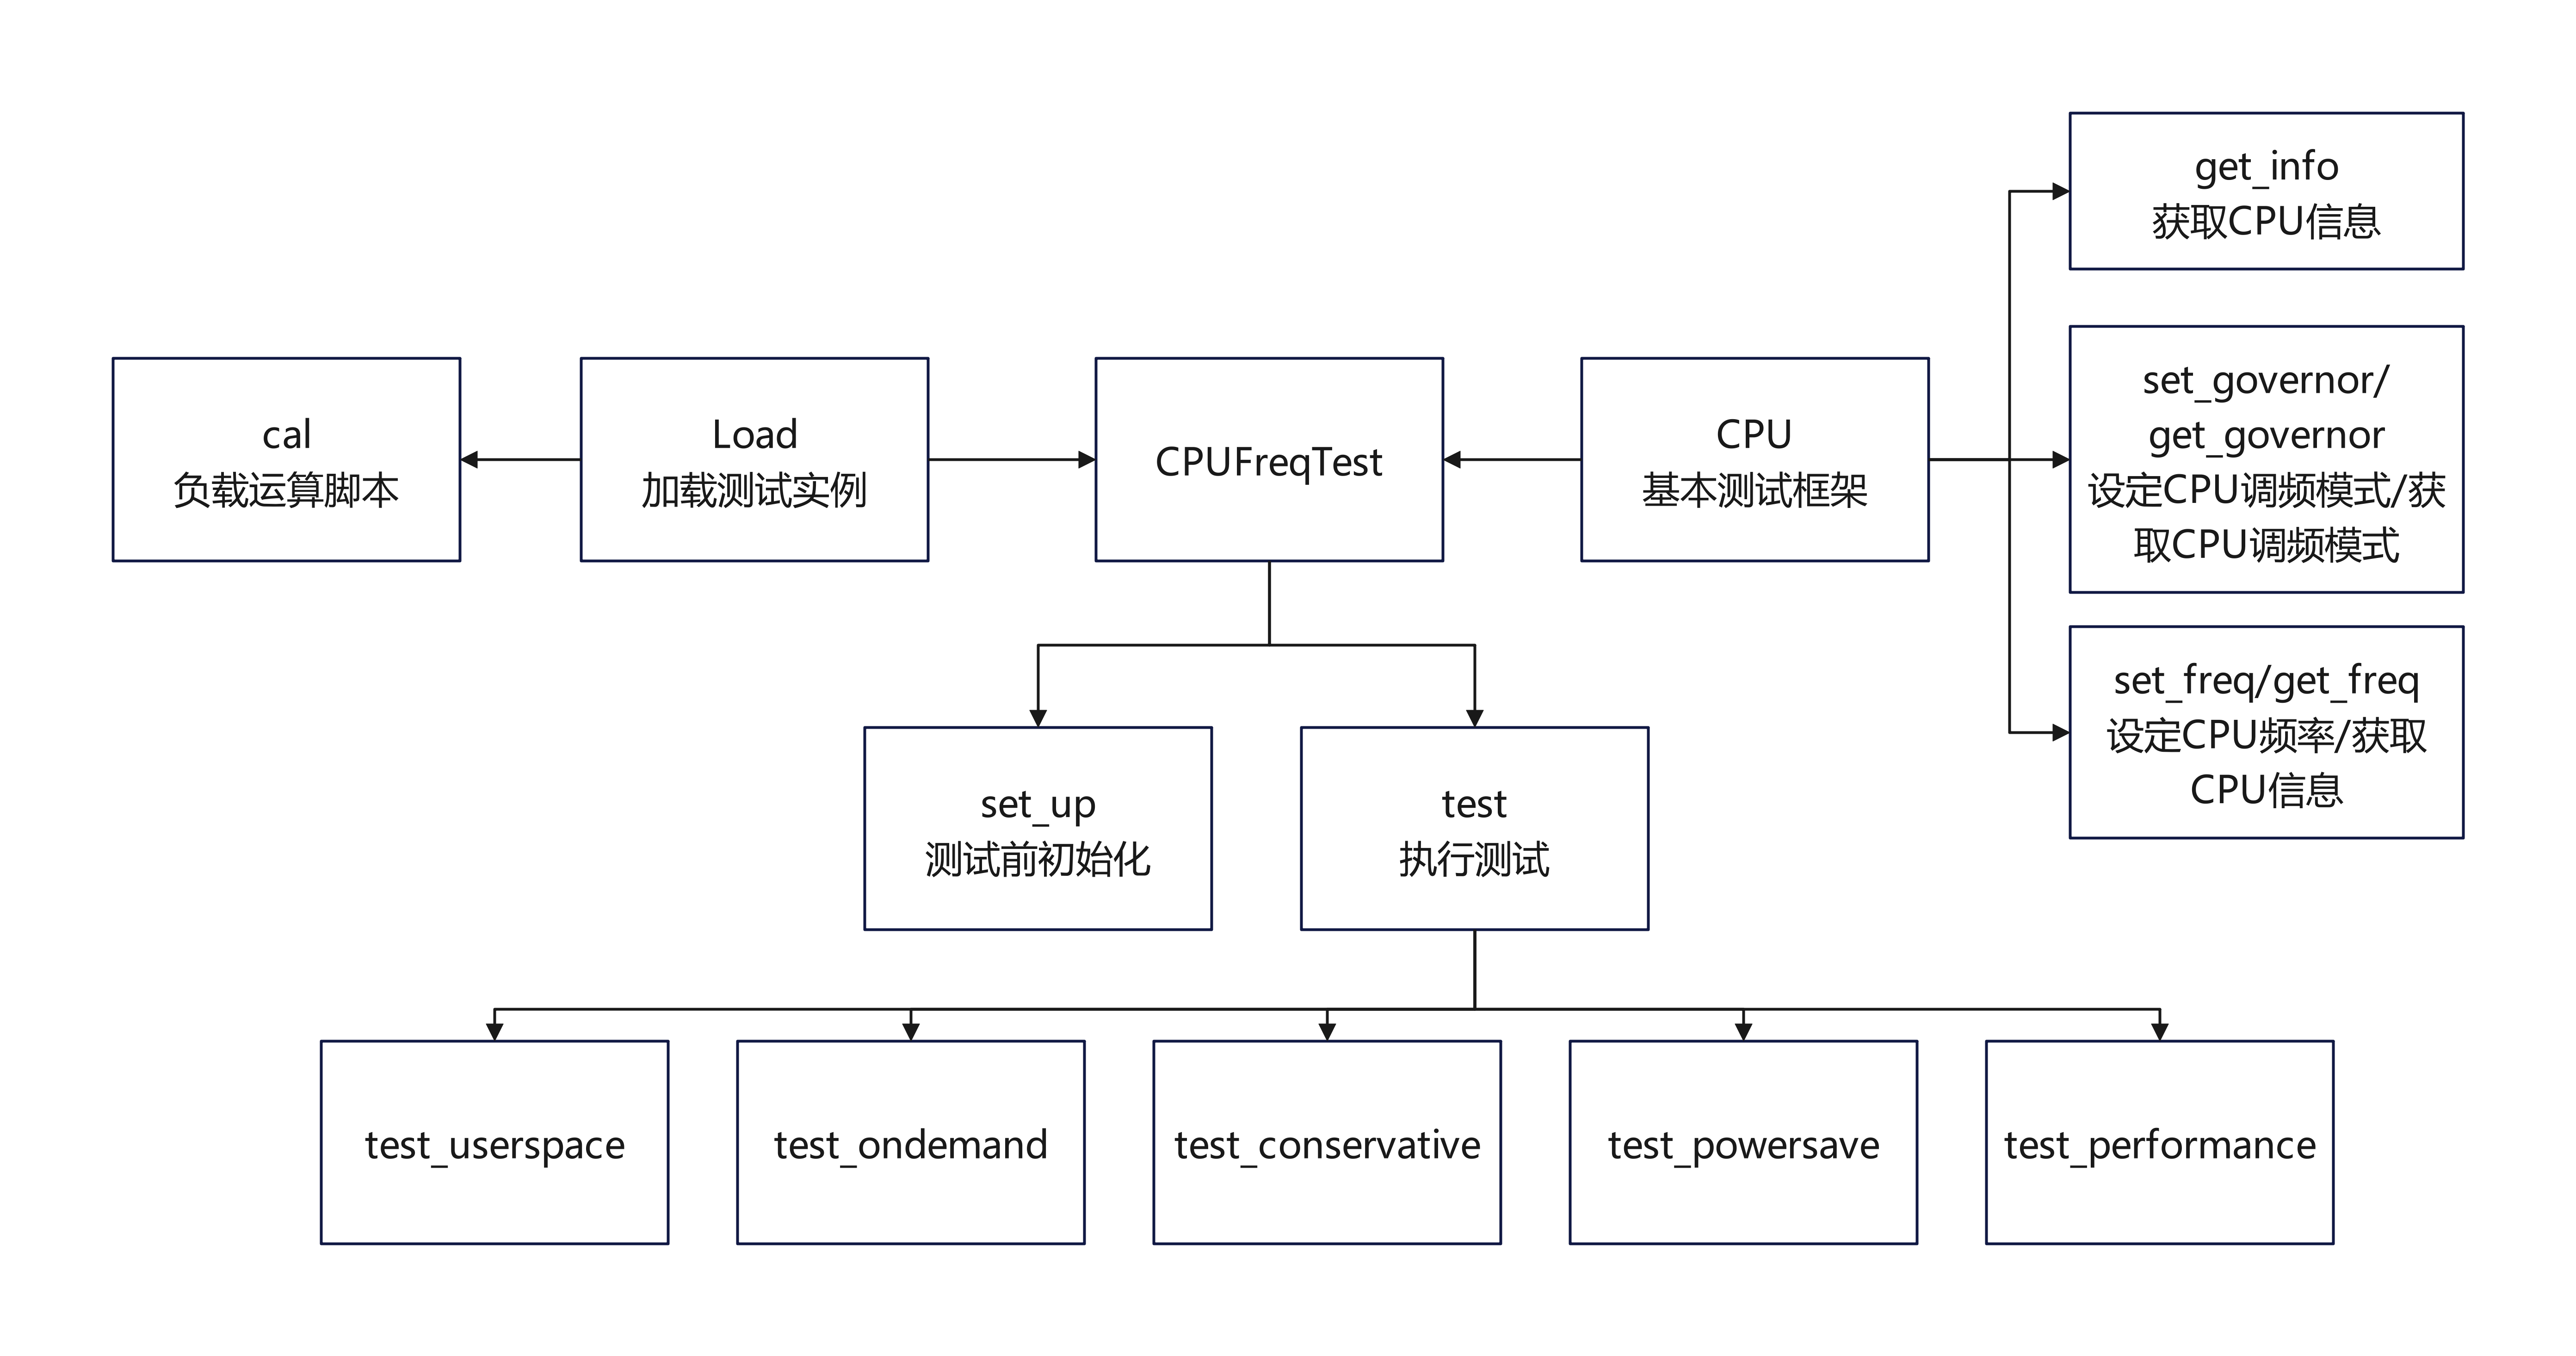 get_info
获取CPU信息
cal
负载运算脚本
Load
加载测试实例
CPUFreqTest
CPU
基本测试框架
set_governor/
get_governor
设定CPU调频模式/获
取CPU调频模式
set_freq/get_freq
设定CPU频率/获取
CPU信息
set_up
测试前初始化
test
执行测试
test_userspace
test_ondemand
test_conservative
test_powersave
test_performance